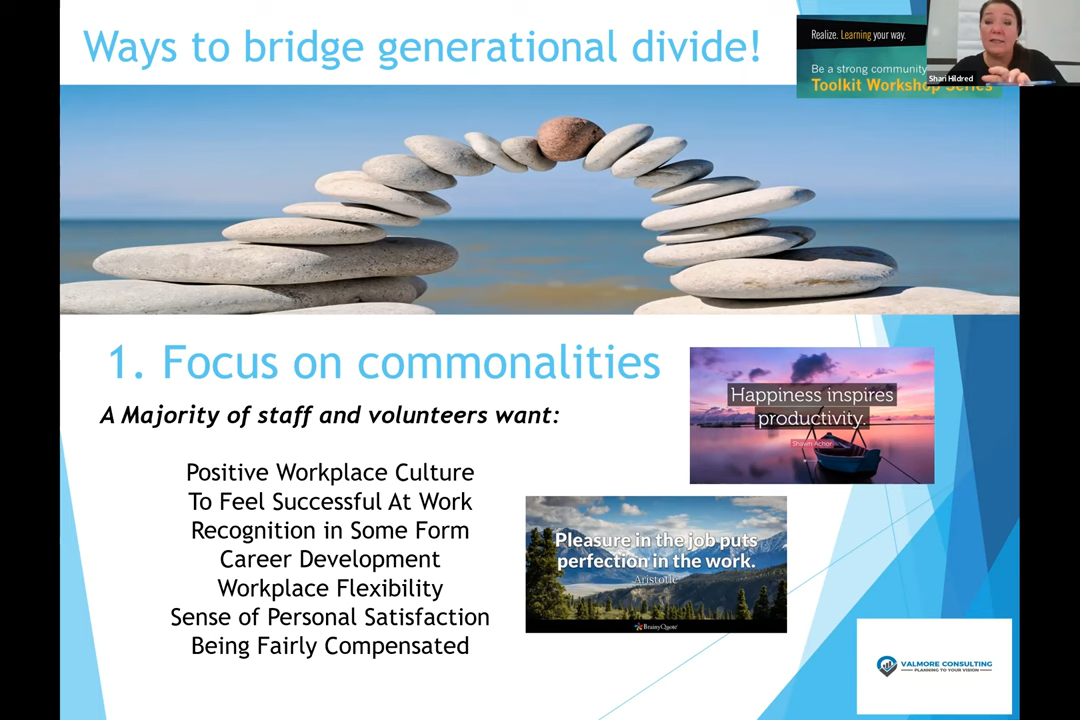 Ways to bridge generational divide!
Realize. Learning your way.
Be a strong community
Toolkit Workshop Series
Shari Hildred
1. Focus on commonalities
A Majority of staff and volunteers want:
Positive Workplace Culture
To Feel Successful At Work
Recognition in Some Form
Career Development
Workplace Flexibility
Sense of Personal Satisfaction
Being Fairly Compensated
Happiness inspires
productivity.
Shawn Achor
Pleasure in the job puts
perfection in the work.
Aristotle
BrainyQuote
VALMORE CONSULTING
PLANNING TO YOUR VISION